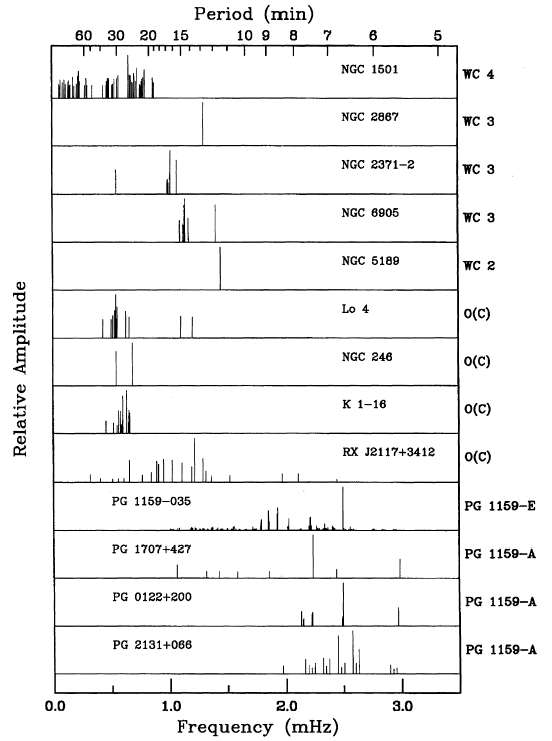 Period (min)
60 30 20 15 10 9 8 7 6 5
NGC 1501 WC 4
NGC 2867 WC 3
NGC 2371-2 WC 3
NGC 6905 WC 3
NGC 5189 WC 2
Lo 4 O(C)
NGC 246 O(C)
K 1-16 O(C)
RX J2117+3412 O(C)
PG 1159-035 PG 1159-E
PG 1707+427 PG 1159-A
PG 0122+200 PG 1159-A
PG 2131+066 PG 1159-A
Relative Amplitude
0.0 1.0 2.0 3.0
Frequency (mHz)